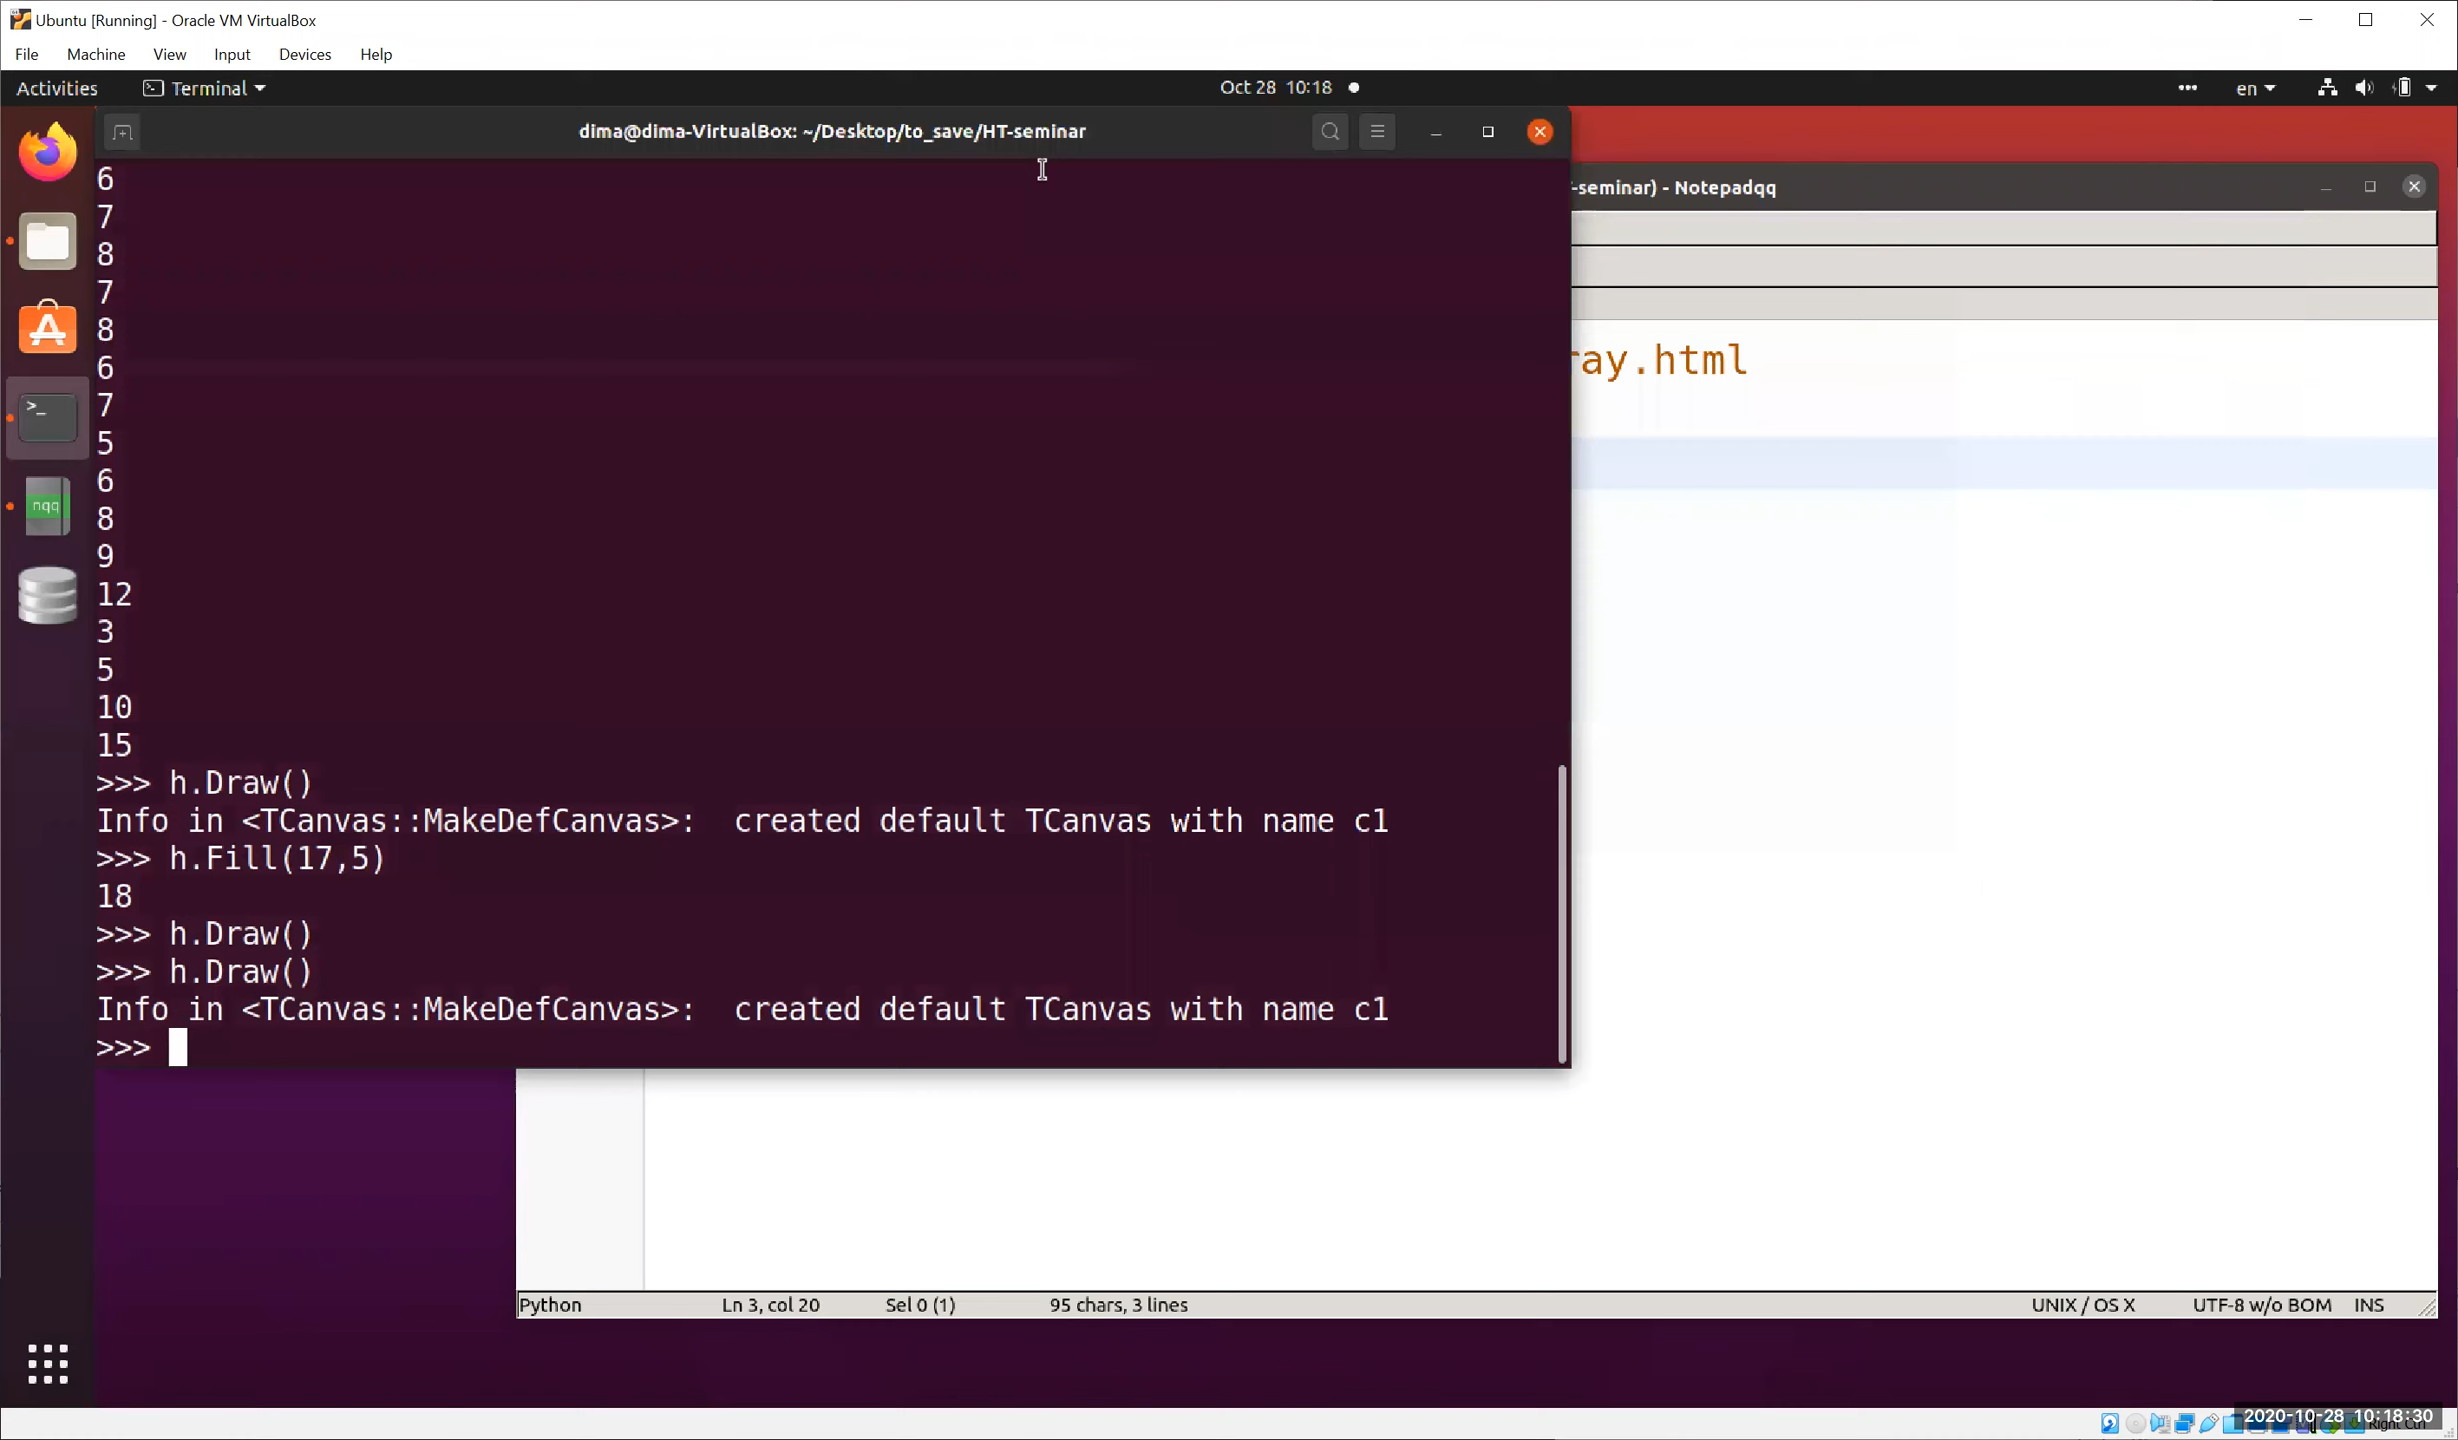 Ubuntu [Running] - Oracle VM VirtualBox
File Machine View Input Devices Help
Activities Terminal Oct 28 10:18 en
dima@dima-VirtualBox: ~/Desktop/to_save/HT-seminar
-seminar) - Notepadqq
6
7
8
7
8
6
7
5
6
8
9
12
3
5
10
15
>>> h.Draw()
Info in <TCanvas::MakeDefCanvas>:  created default TCanvas with name c1
>>> h.Fill(17,5)
18
>>> h.Draw()
>>> h.Draw()
Info in <TCanvas::MakeDefCanvas>:  created default TCanvas with name c1
>>>
ray.html
nqq
Python Ln 3, col 20 Sel 0 (1) 95 chars, 3 lines UNIX / OS X UTF-8 w/o BOM INS
2020-10-28 10:18:30
Right Ctrl